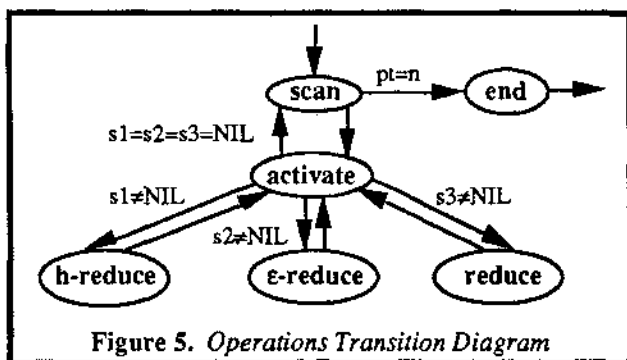 scan
pt=n
end
s1=s2=s3=NIL
activate
s1≠NIL
s3≠NIL
s2≠NIL
h-reduce
ε-reduce
reduce
Figure 5. Operations Transition Diagram